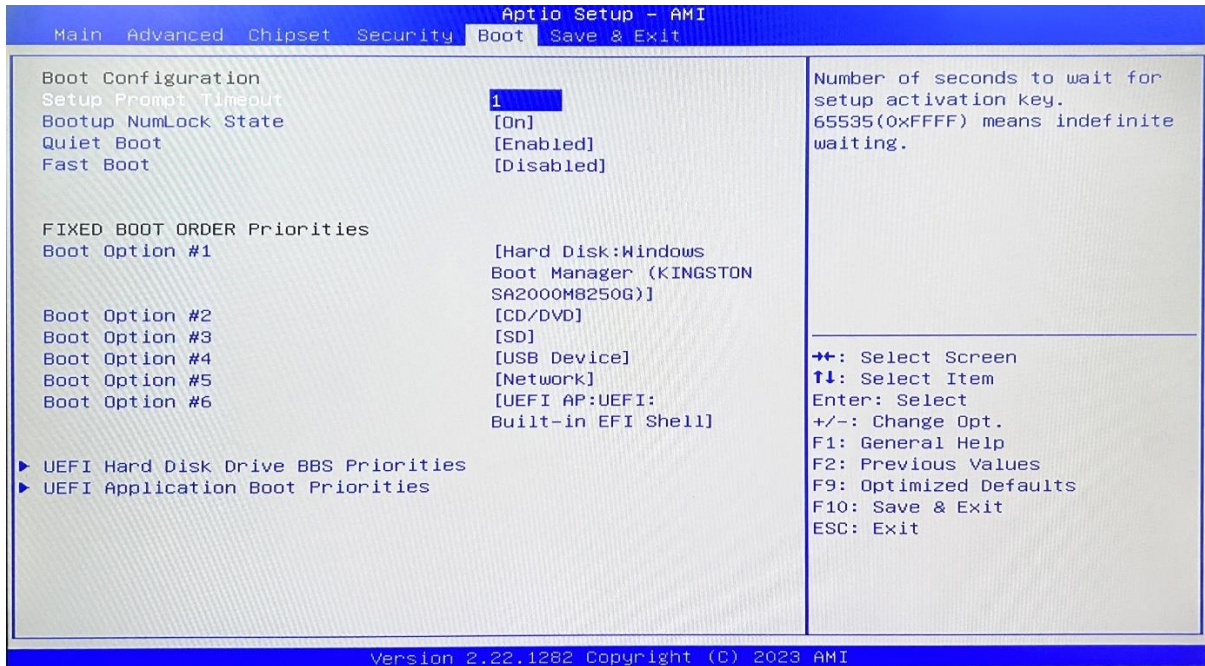 Aptio Setup – AMI
Main Advanced Chipset Security Boot Save & Exit
Boot Configuration
Setup Prompt Timeout 1
Bootup NumLock State [On]
Quiet Boot [Enabled]
Fast Boot [Disabled]
FIXED BOOT ORDER Priorities
Boot Option #1 [Hard Disk:Windows
Boot Manager (KINGSTON
SA2000M8250G)]
Boot Option #2 [CD/DVD]
Boot Option #3 [SD]
Boot Option #4 [USB Device]
Boot Option #5 [Network]
Boot Option #6 [UEFI AP:UEFI:
Built-in EFI Shell]
► UEFI Hard Disk Drive BBS Priorities
► UEFI Application Boot Priorities
Number of seconds to wait for
setup activation key.
65535(0xFFFF) means indefinite
waiting.
→←: Select Screen
↑↓: Select Item
Enter: Select
+/-: Change Opt.
F1: General Help
F2: Previous Values
F9: Optimized Defaults
F10: Save & Exit
ESC: Exit
Version 2.22.1282 Copyright (C) 2023 AMI